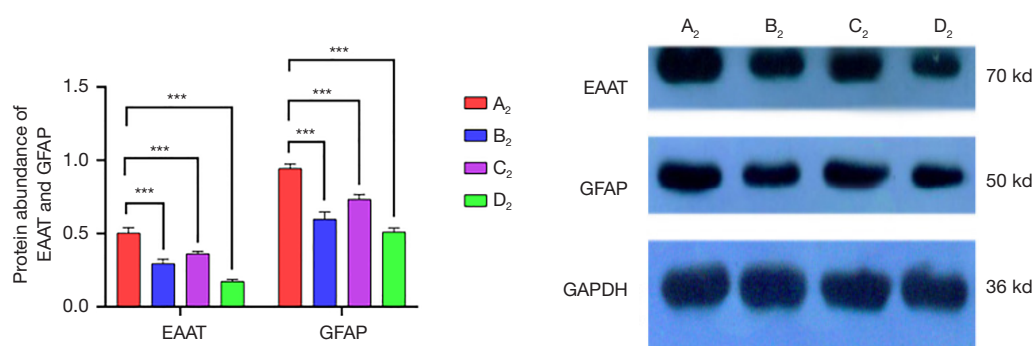 Protein abundance of
EAAT and GFAP
1.5
1.0
0.5
0.0
***
***
***
***
***
***
EAAT
GFAP
A₂
B₂
C₂
D₂
A₂ B₂ C₂ D₂
EAAT 70 kd
GFAP 50 kd
GAPDH 36 kd